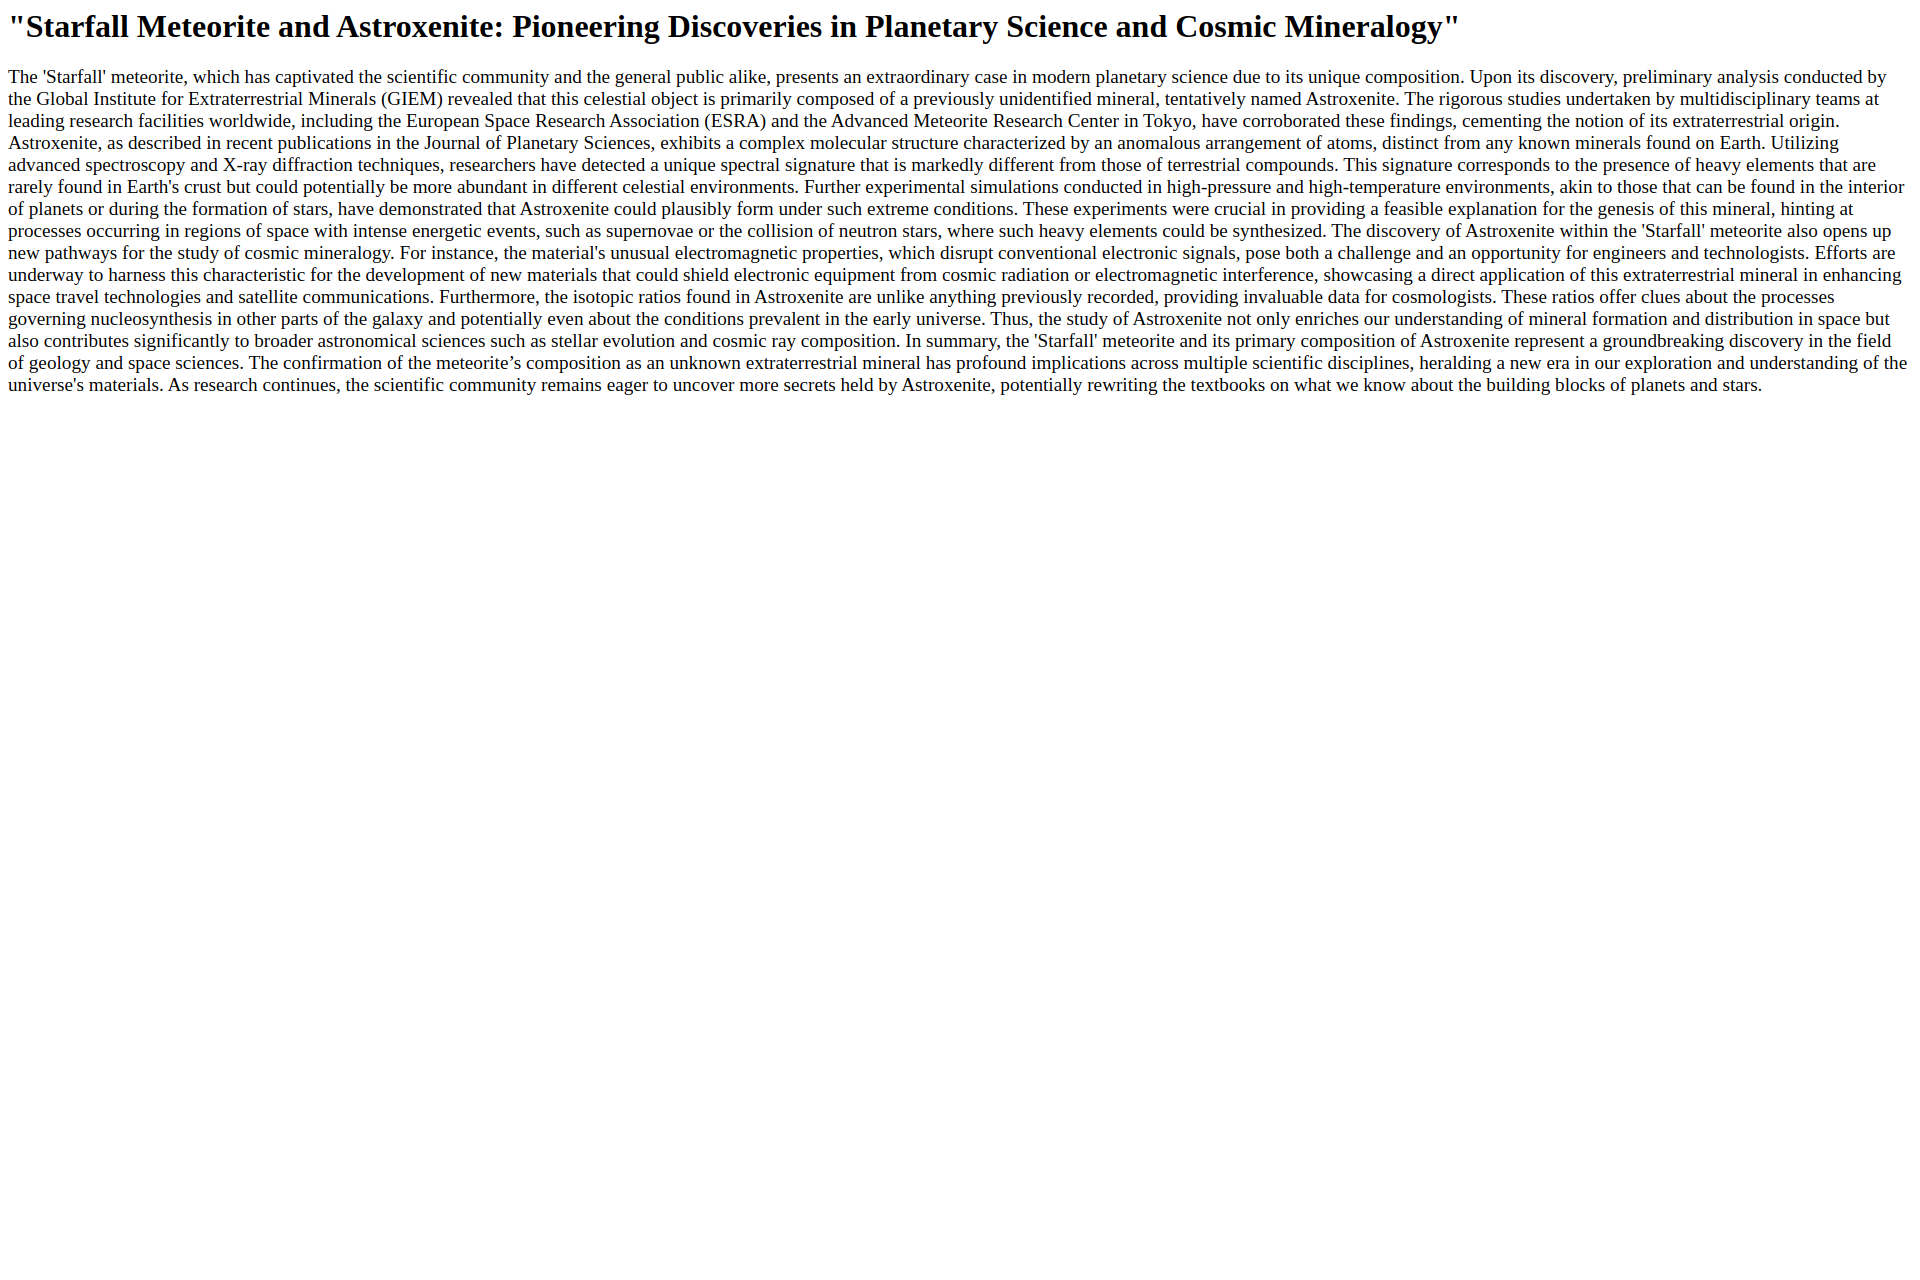 "Starfall Meteorite and Astroxenite: Pioneering Discoveries in Planetary Science and Cosmic Mineralogy"
The 'Starfall' meteorite, which has captivated the scientific community and the general public alike, presents an extraordinary case in modern planetary science due to its unique composition. Upon its discovery, preliminary analysis conducted by
the Global Institute for Extraterrestrial Minerals (GIEM) revealed that this celestial object is primarily composed of a previously unidentified mineral, tentatively named Astroxenite. The rigorous studies undertaken by multidisciplinary teams at
leading research facilities worldwide, including the European Space Research Association (ESRA) and the Advanced Meteorite Research Center in Tokyo, have corroborated these findings, cementing the notion of its extraterrestrial origin.
Astroxenite, as described in recent publications in the Journal of Planetary Sciences, exhibits a complex molecular structure characterized by an anomalous arrangement of atoms, distinct from any known minerals found on Earth. Utilizing
advanced spectroscopy and X-ray diffraction techniques, researchers have detected a unique spectral signature that is markedly different from those of terrestrial compounds. This signature corresponds to the presence of heavy elements that are
rarely found in Earth's crust but could potentially be more abundant in different celestial environments. Further experimental simulations conducted in high-pressure and high-temperature environments, akin to those that can be found in the interior
of planets or during the formation of stars, have demonstrated that Astroxenite could plausibly form under such extreme conditions. These experiments were crucial in providing a feasible explanation for the genesis of this mineral, hinting at
processes occurring in regions of space with intense energetic events, such as supernovae or the collision of neutron stars, where such heavy elements could be synthesized. The discovery of Astroxenite within the 'Starfall' meteorite also opens up
new pathways for the study of cosmic mineralogy. For instance, the material's unusual electromagnetic properties, which disrupt conventional electronic signals, pose both a challenge and an opportunity for engineers and technologists. Efforts are
underway to harness this characteristic for the development of new materials that could shield electronic equipment from cosmic radiation or electromagnetic interference, showcasing a direct application of this extraterrestrial mineral in enhancing
space travel technologies and satellite communications. Furthermore, the isotopic ratios found in Astroxenite are unlike anything previously recorded, providing invaluable data for cosmologists. These ratios offer clues about the processes
governing nucleosynthesis in other parts of the galaxy and potentially even about the conditions prevalent in the early universe. Thus, the study of Astroxenite not only enriches our understanding of mineral formation and distribution in space but
also contributes significantly to broader astronomical sciences such as stellar evolution and cosmic ray composition. In summary, the 'Starfall' meteorite and its primary composition of Astroxenite represent a groundbreaking discovery in the field
of geology and space sciences. The confirmation of the meteorite’s composition as an unknown extraterrestrial mineral has profound implications across multiple scientific disciplines, heralding a new era in our exploration and understanding of the
universe's materials. As research continues, the scientific community remains eager to uncover more secrets held by Astroxenite, potentially rewriting the textbooks on what we know about the building blocks of planets and stars.